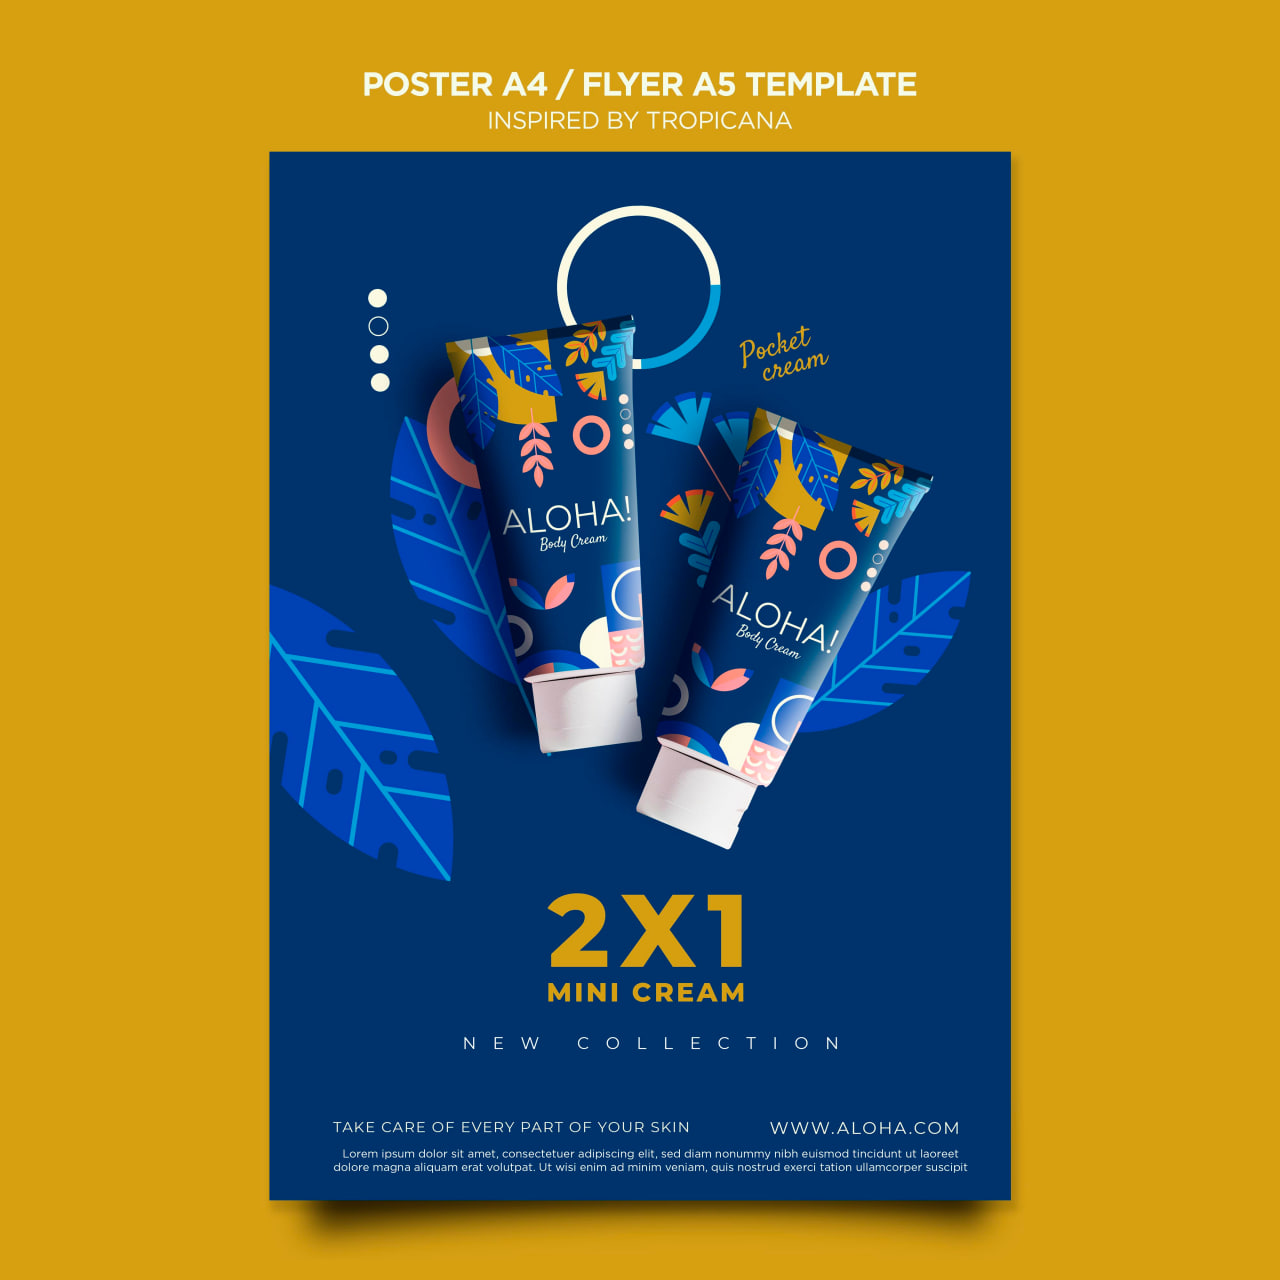 POSTER A4 / FLYER A5 TEMPLATE
INSPIRED BY TROPICANA
Pocket
cream
ALOHA!
Body Cream
ALOHA!
Body Cream
2X1
MINI CREAM
NEW COLLECTION
TAKE CARE OF EVERY PART OF YOUR SKIN
WWW.ALOHA.COM
Lorem ipsum dolor sit amet, consectetuer adipiscing elit, sed diam nonummy nibh euismod tincidunt ut laoreet
dolore magna aliquam erat volutpat. Ut wisi enim ad minim veniam, quis nostrud exerci tation ullamcorper suscipit